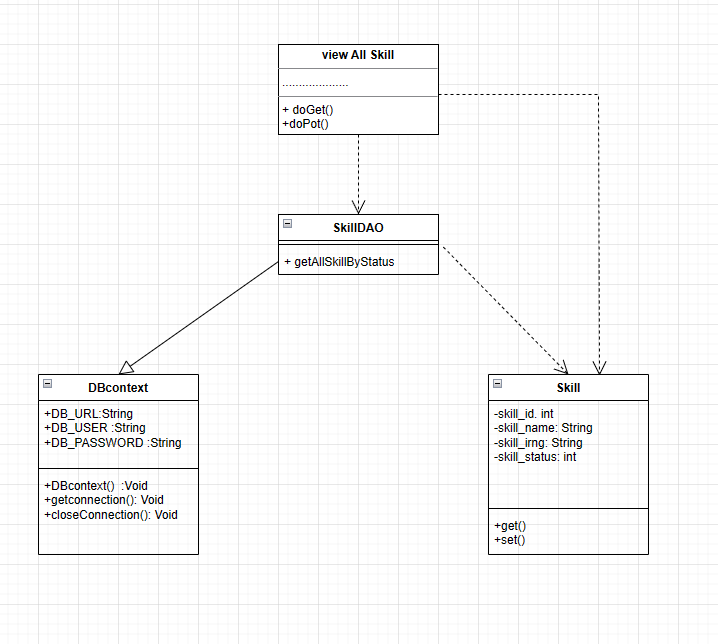 view All Skill
....................
+ doGet()
+doPot()
SkillDAO
+ getAllSkillByStatus
DBcontext
+DB_URL:String
+DB_USER :String
+DB_PASSWORD :String
+DBcontext() :Void
+getconnection(): Void
+closeConnection(): Void
Skill
-skill_id. int
-skill_name: String
-skill_irng: String
-skill_status: int
+get()
+set()